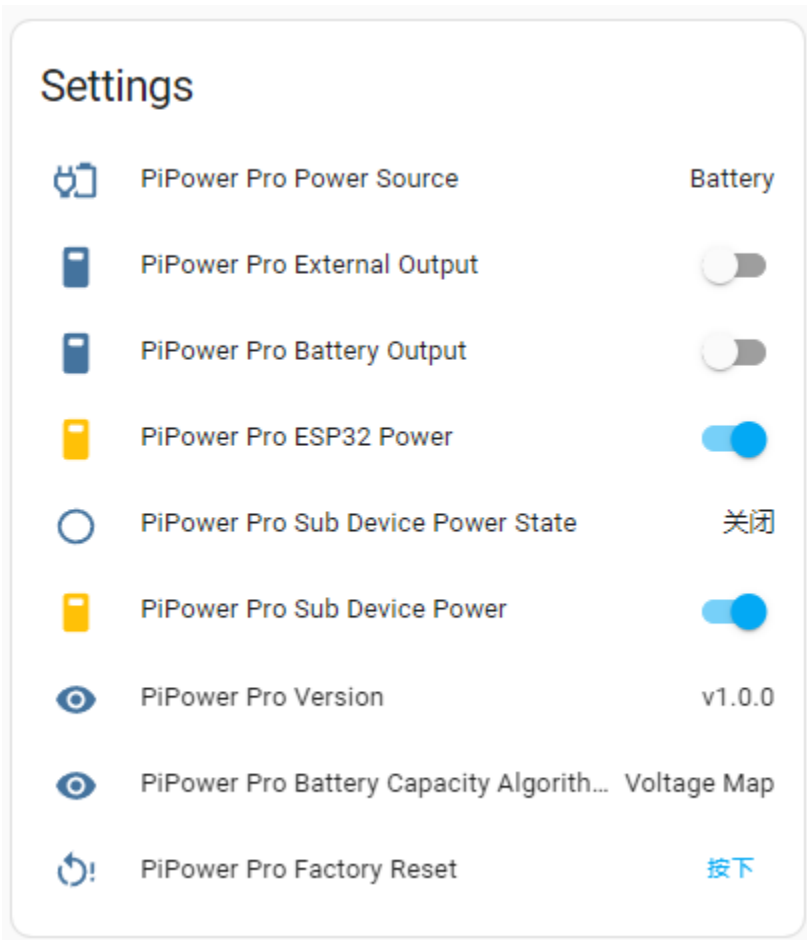 Settings
PiPower Pro Power Source Battery
PiPower Pro External Output
PiPower Pro Battery Output
PiPower Pro ESP32 Power
PiPower Pro Sub Device Power State 关闭
PiPower Pro Sub Device Power
PiPower Pro Version v1.0.0
PiPower Pro Battery Capacity Algorith... Voltage Map
PiPower Pro Factory Reset 按下